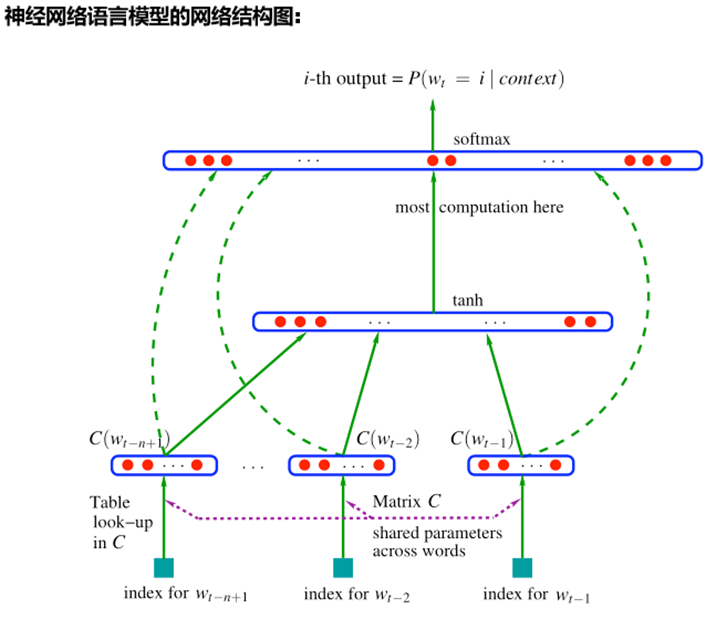 神经网络语言模型的网络结构图：
i-th output = P(w_t = i | context)
softmax
· · ·
· · ·
most computation here
tanh
· · ·
· · ·
C(w_{t−n+1})
C(w_{t−2})
C(w_{t−1})
· · ·
· · ·
· · ·
· · ·
Table
look−up
in C
Matrix C
shared parameters
across words
index for w_{t−n+1}
index for w_{t−2}
index for w_{t−1}